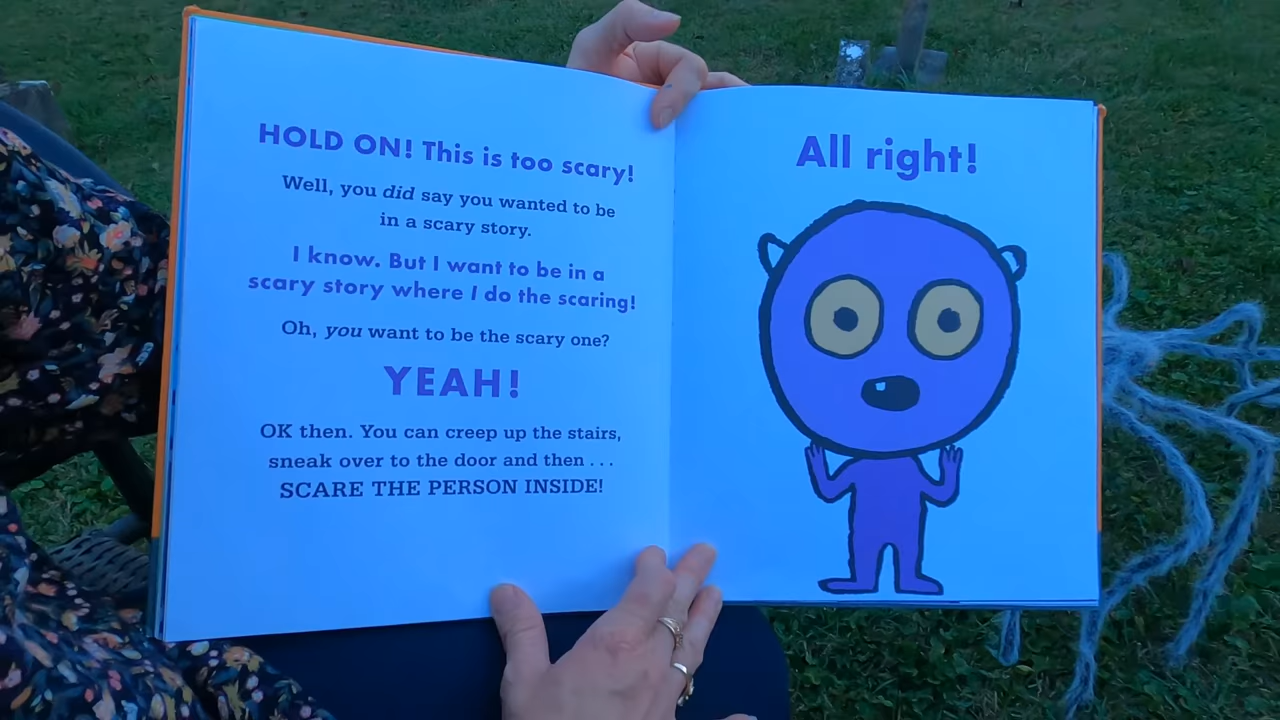 HOLD ON! This is too scary!
Well, you did say you wanted to be
in a scary story.
I know. But I want to be in a
scary story where I do the scaring!
Oh, you want to be the scary one?
YEAH!
OK then. You can creep up the stairs,
sneak over to the door and then . . .
SCARE THE PERSON INSIDE!
All right!